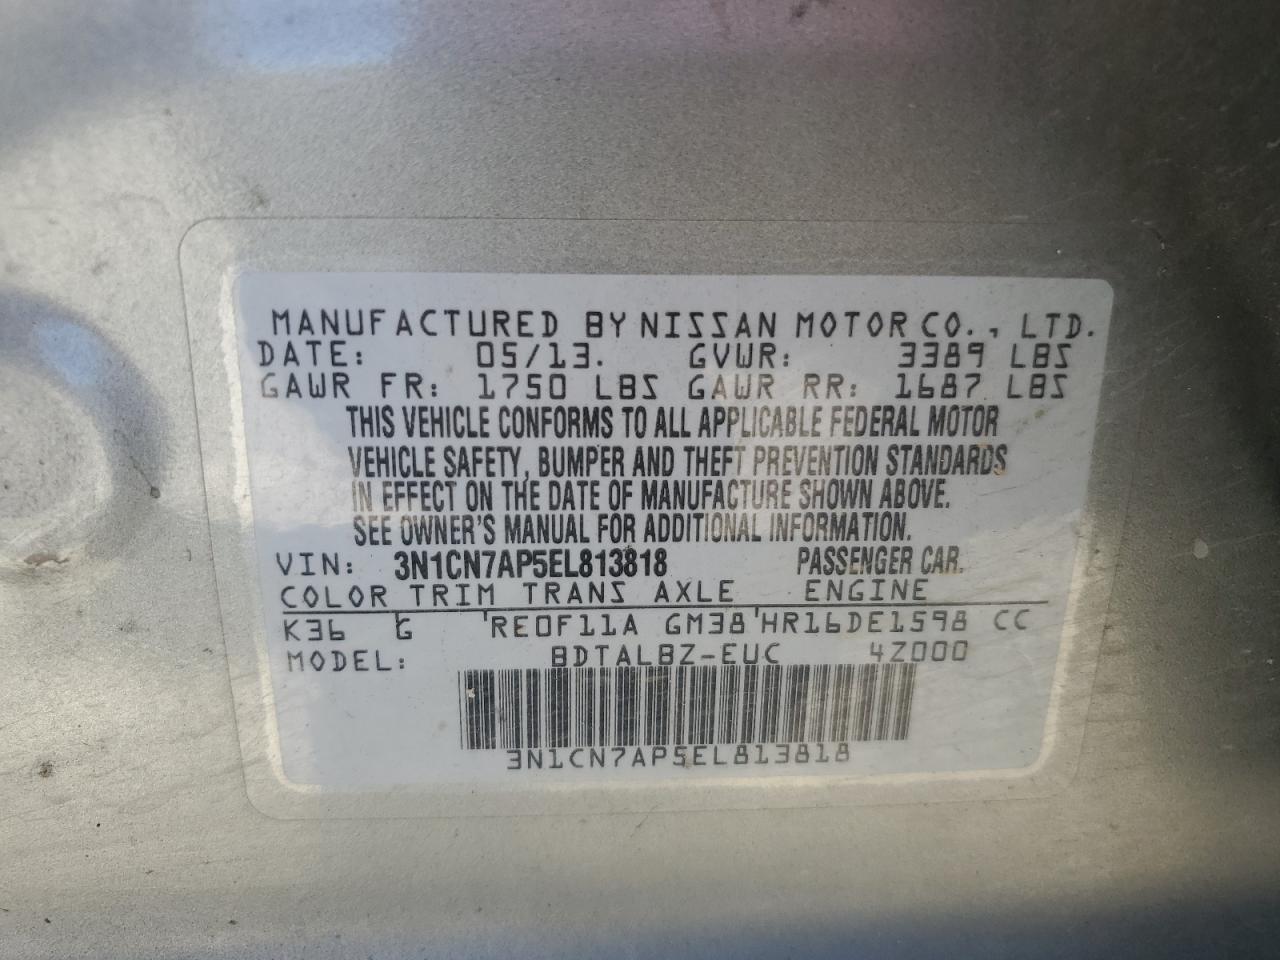 MANUFACTURED BY NISSAN MOTOR CO., LTD.
DATE: 05/13. GVWR: 3389 LBS
GAWR FR: 1750 LBS GAWR RR: 1687 LBS
THIS VEHICLE CONFORMS TO ALL APPLICABLE FEDERAL MOTOR
VEHICLE SAFETY, BUMPER AND THEFT PREVENTION STANDARDS
IN EFFECT ON THE DATE OF MANUFACTURE SHOWN ABOVE.
SEE OWNER'S MANUAL FOR ADDITIONAL INFORMATION.
VIN: 3N1CN7AP5EL813818 PASSENGER CAR.
COLOR TRIM TRANS AXLE ENGINE
K36 G 'RE0F11A GM38'HR16DE1598 CC
MODEL: BDTALBZ-EUC 4Z000
3N1CN7AP5EL813818